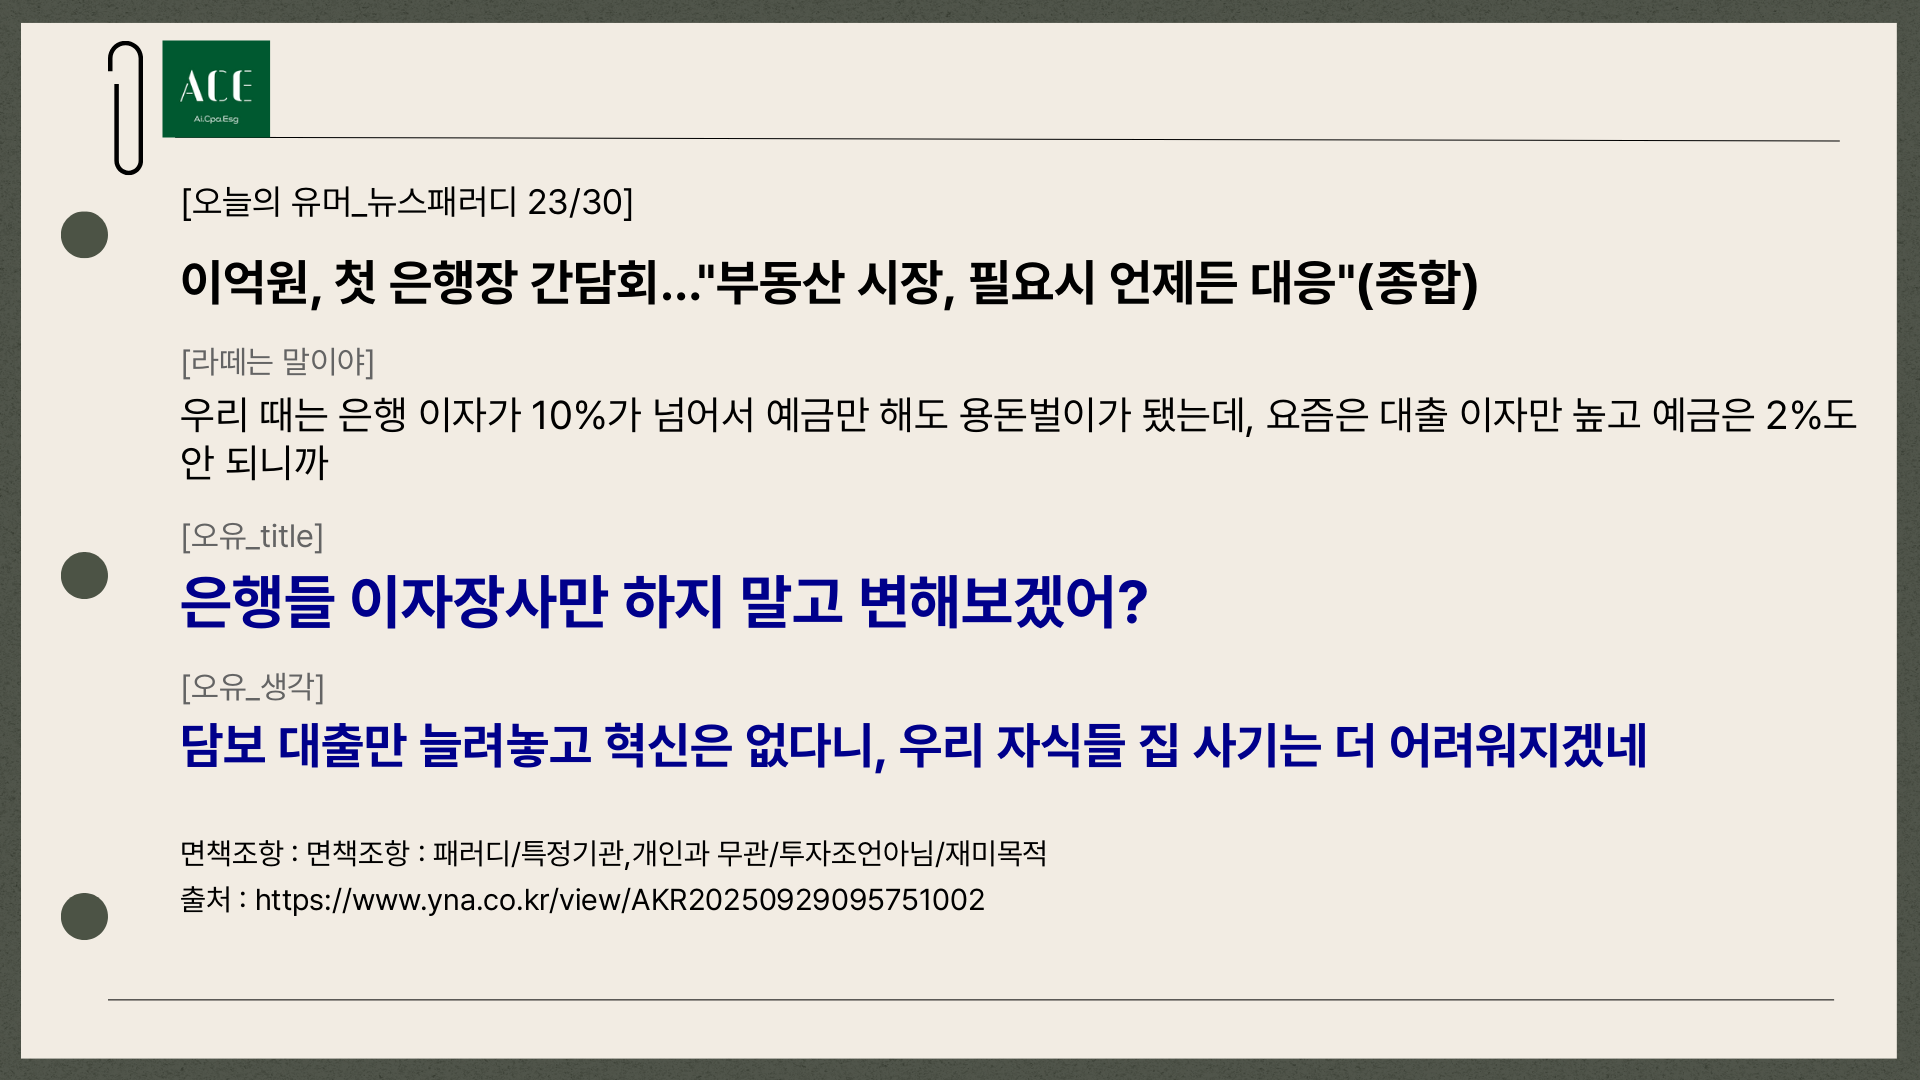 ACE
Ai.Cpa.Esg
[오늘의 유머_뉴스패러디 23/30]
이억원, 첫 은행장 간담회..."부동산 시장, 필요시 언제든 대응"(종합)
[라떼는 말이야]
우리 때는 은행 이자가 10%가 넘어서 예금만 해도 용돈벌이가 됐는데, 요즘은 대출 이자만 높고 예금은 2%도
안 되니까
[오유_title]
은행들 이자장사만 하지 말고 변해보겠어?
[오유_생각]
담보 대출만 늘려놓고 혁신은 없다니, 우리 자식들 집 사기는 더 어려워지겠네
면책조항 : 면책조항 : 패러디/특정기관,개인과 무관/투자조언아님/재미목적
출처 : https://www.yna.co.kr/view/AKR20250929095751002